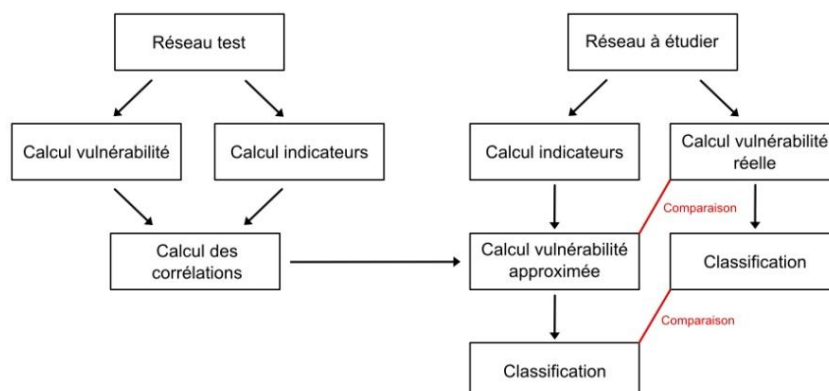 Réseau test
Réseau à étudier
Calcul vulnérabilité
Calcul indicateurs
Calcul indicateurs
Calcul vulnérabilité
réelle
Comparaison
Calcul des
corrélations
Calcul vulnérabilité
approximée
Classification
Comparaison
Classification